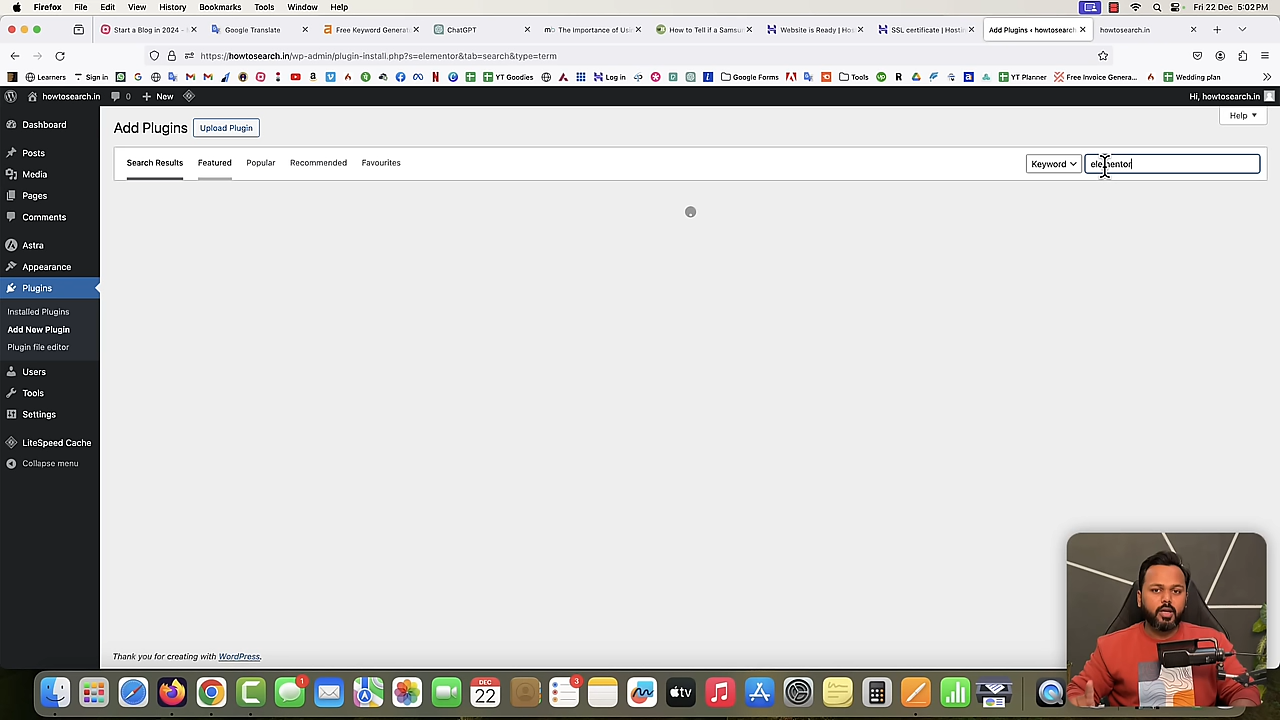 Firefox File Edit View History Bookmarks Tools Window Help Fri 22 Dec 5:02 PM
Start a Blog in 2024 - Google Translate Free Keyword Generat ChatGPT The Importance of Us How to Tell if a Samsu Website is Ready | Hos SSL certificate | Hosti Add Plugins ‹ howtosearch howtosearch.in
https://howtosearch.in/wp-admin/plugin-install.php?s=elementor&tab=search&type=term
Learners Sign in YT Goodies Log in Google Forms Tools YT Planner Free Invoice Genera... Wedding plan
howtosearch.in 0 New Hi, howtosearch.in
Help
Add Plugins Upload Plugin
Search Results Featured Popular Recommended Favourites Keyword elementor
Dashboard
Posts
Media
Pages
Comments
Astra
Appearance
Plugins
Installed Plugins
Add New Plugin
Plugin file editor
Users
Tools
Settings
LiteSpeed Cache
Collapse menu
Thank you for creating with WordPress.
1 DEC 22 3 tv